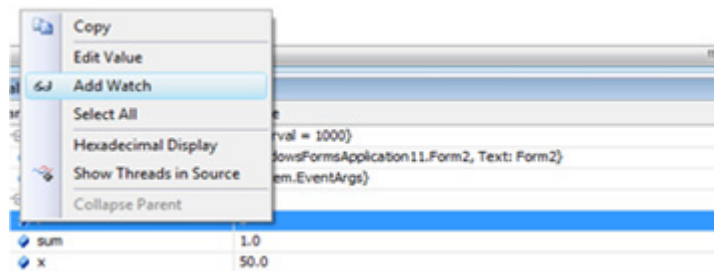 Copy
Edit Value
Add Watch
Select All
Hexadecimal Display
rval = 1000}
Show Threads in Source
dowsFormsApplication11.Form2, Text: Form2}
em.EventArgs}
Collapse Parent
sum 1.0
x 50.0